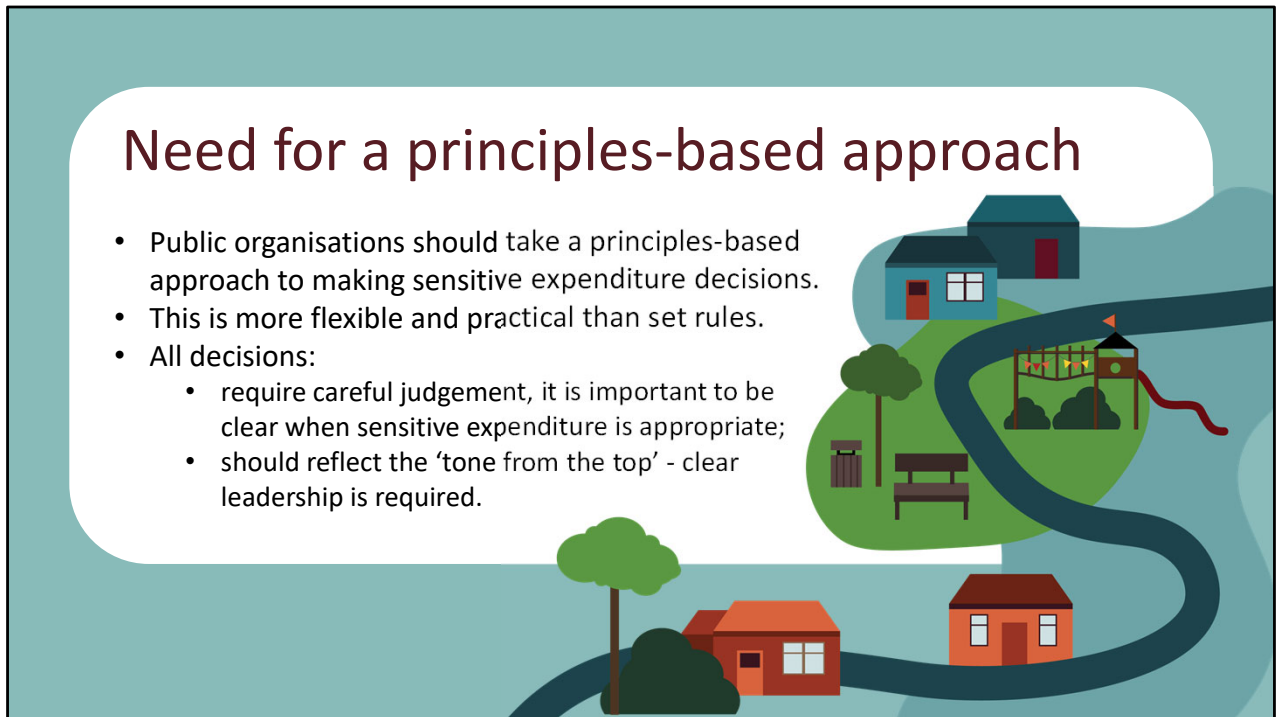 Need for a principles-based approach
• Public organisations should take a principles-based
approach to making sensitive expenditure decisions.
• This is more flexible and practical than set rules.
• All decisions:
• require careful judgement, it is important to be
clear when sensitive expenditure is appropriate;
• should reflect the ‘tone from the top’ - clear
leadership is required.